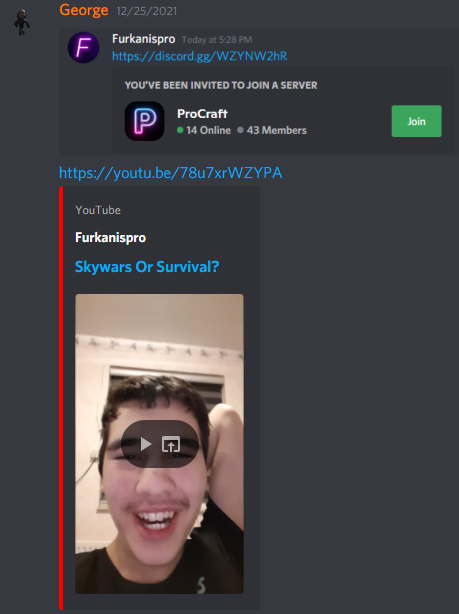 George 12/25/2021
Furkanispro Today at 5:28 PM
https://discord.gg/WZYNW2hR
YOU'VE BEEN INVITED TO JOIN A SERVER
ProCraft
14 Online 43 Members
Join
https://youtu.be/78u7xrWZYPA
YouTube
Furkanispro
Skywars Or Survival?